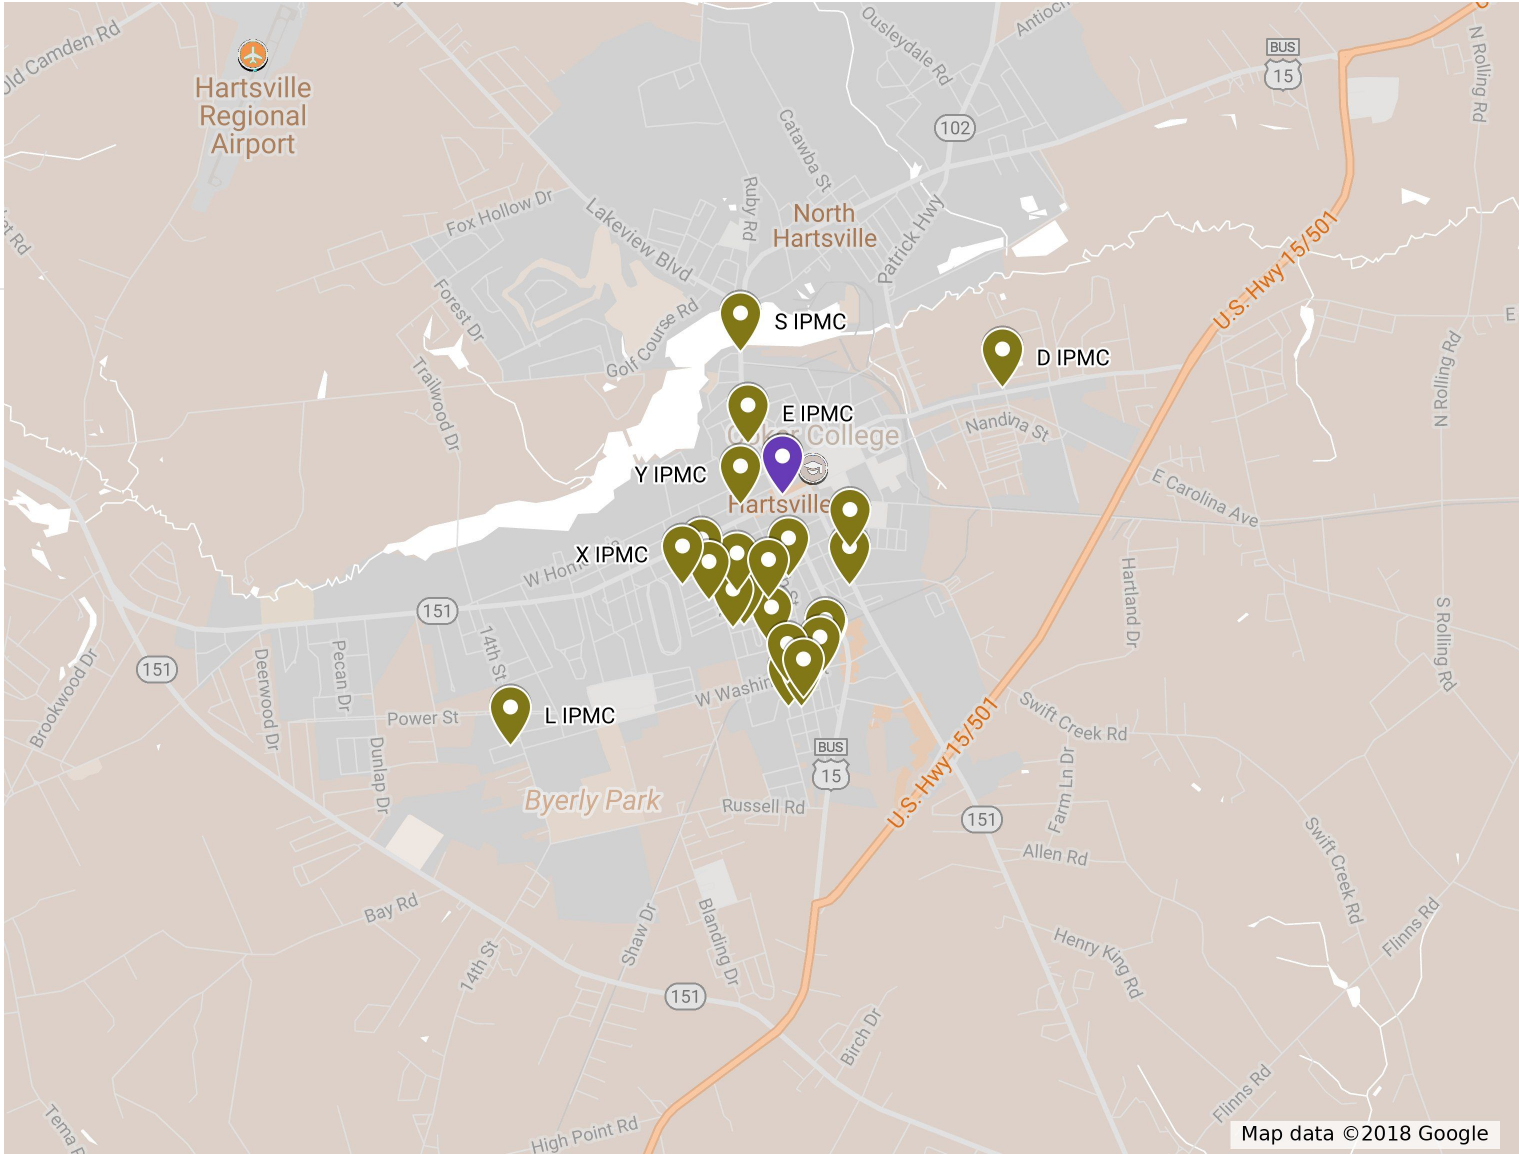 Old Camden Rd
Hartsville
Regional
Airport
Ousleydale Rd
Antioch
BUS
15
N Rolling Rd
102
Catawba St
Fox Hollow Dr
Lakeview Blvd
Ruby Rd
North
Hartsville
Patrick Hwy
U.S. Hwy 15/501
Forest Dr
Golf Course Rd
S IPMC
D IPMC
E
Trailwood Dr
N Rolling Rd
E IPMC
Coker College
Nandina St
Y IPMC
Hartsville
E Carolina Ave
X IPMC
W Home
St
151
Hartland Dr
S Rolling Rd
14th St
151
Brookwood Dr
Deerwood Dr
Pecan Dr
W Washin
Power St
L IPMC
Swift Creek Rd
Dunlap Dr
BUS
15
U.S. Hwy 15/501
Farm Ln Dr
Byerly Park
Russell Rd
151
Swift Creek Rd
Allen Rd
Bay Rd
Shaw Dr
Blanding Dr
Henry King Rd
Flinns Rd
14th St
151
Birch Dr
Flinns Rd
Tema
High Point Rd
Map data ©2018 Google